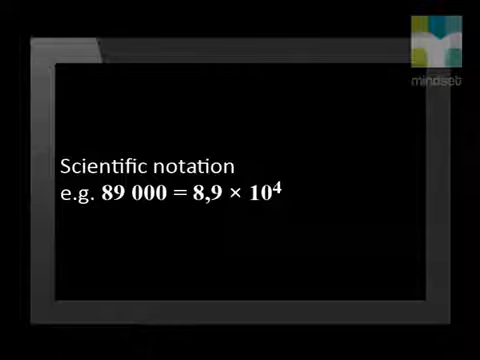 mindset
Scientific notation
e.g. 89 000 = 8,9 × 10⁴